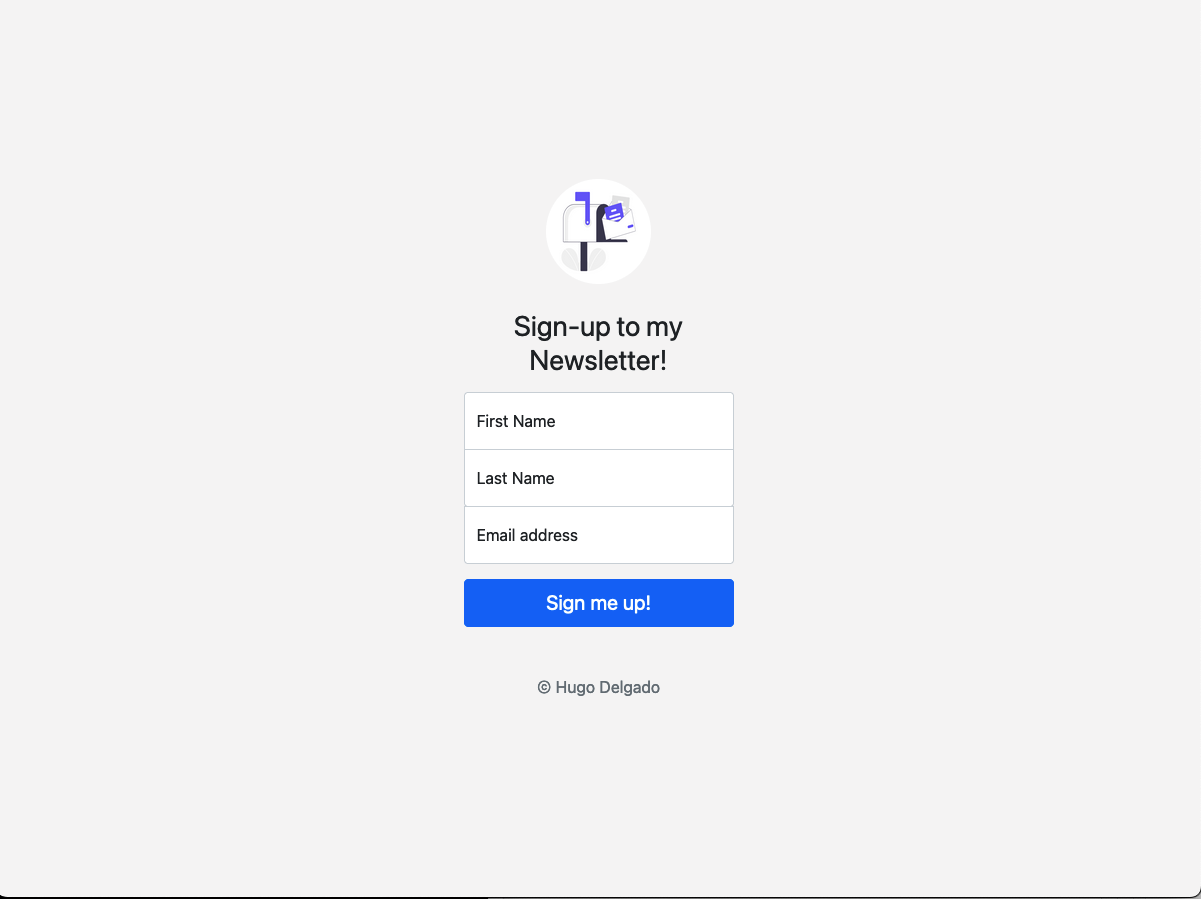 Sign-up to my
Newsletter!
First Name
Last Name
Email address
Sign me up!
© Hugo Delgado